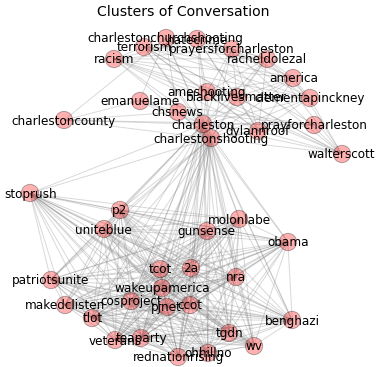 Clusters of Conversation
charlestonchurchshooting
hatecrime
terrorism
prayersforcharleston
racism
racheldolezal
america
ameshooting
emanuelame
blacklivesmatter
clementapinckney
chsnews
charlestoncounty
charleston
prayforcharleston
dylannroof
charlestonshooting
walterscott
stoprush
p2
molonlabe
uniteblue
gunsense
obama
tcot
2a
patriotsunite
nra
wakeupamerica
makedclisten
cosproject
pjnet
ccot
tlot
benghazi
tgdn
veterans
teaparty
wv
ohhillno
rednationrising